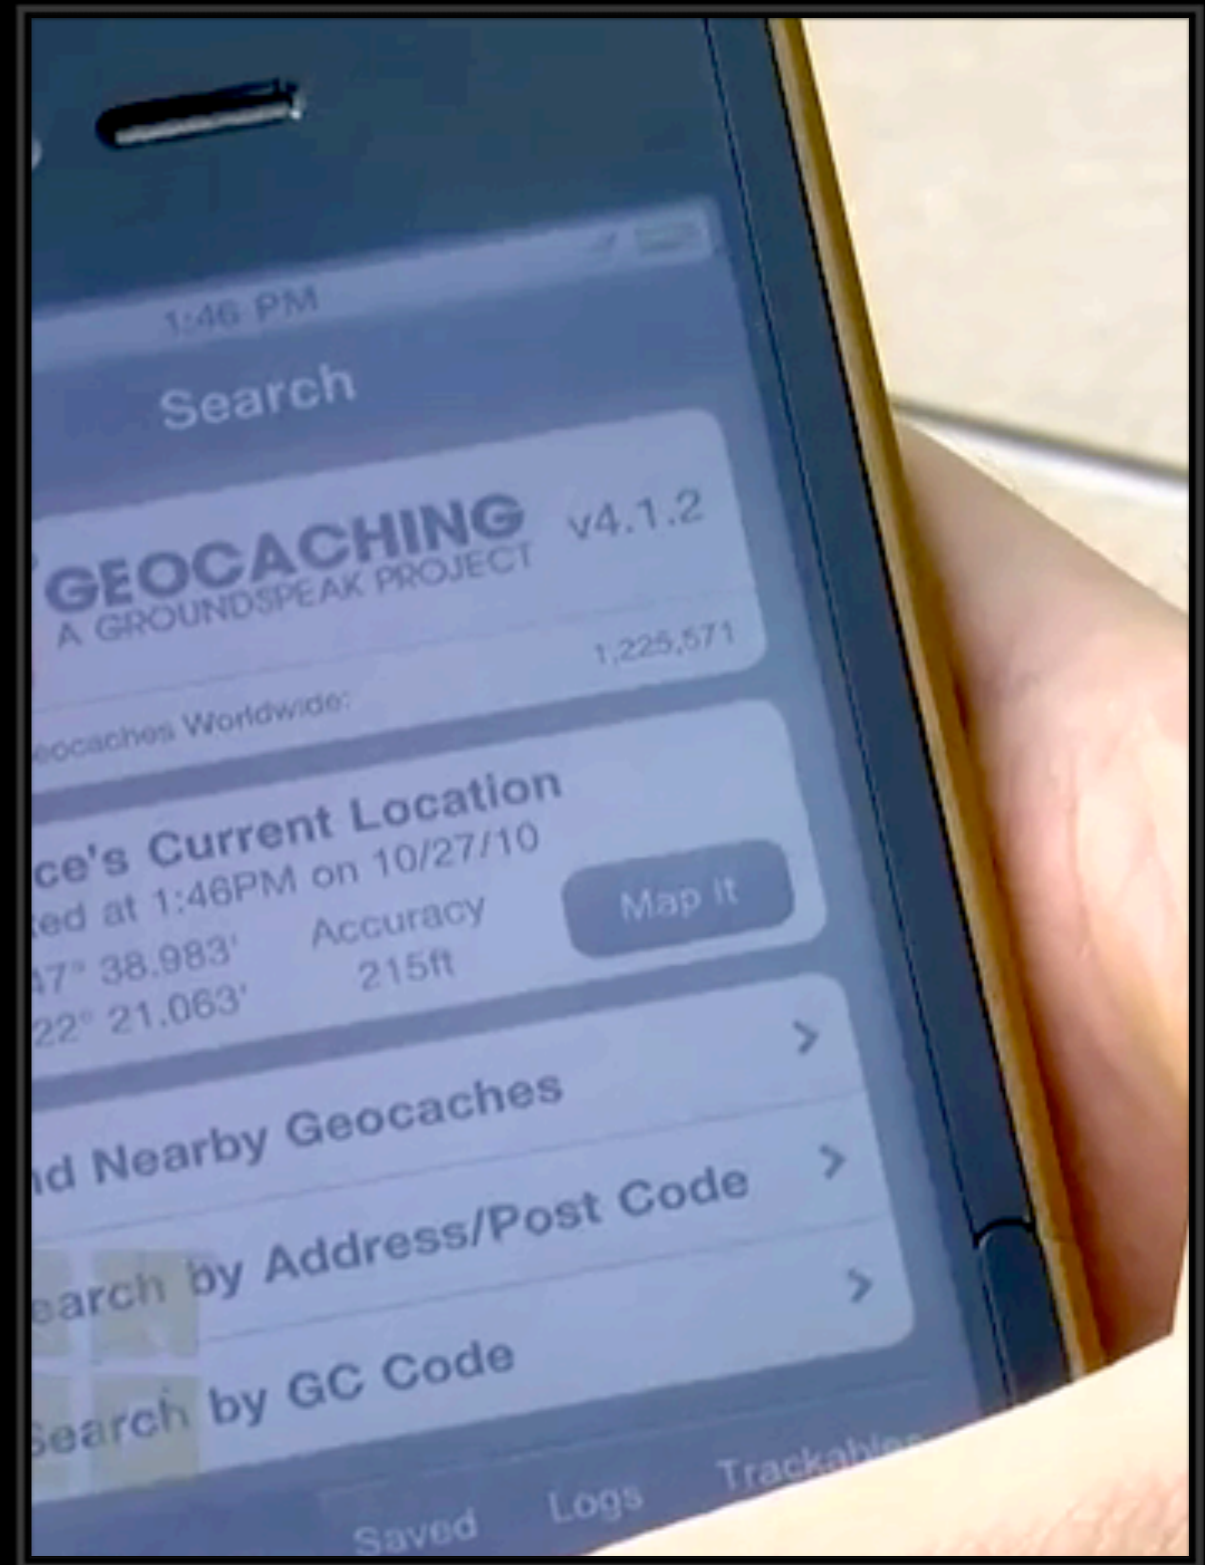 1:46 PM
Search
GEOCACHING v4.1.2
A GROUNDSPEAK PROJECT
eocaches Worldwide: 1,225,571
ce's Current Location
ted at 1:46PM on 10/27/10
47° 38.983' Accuracy
22° 21.063' 215ft
Map It
nd Nearby Geocaches
earch by Address/Post Code
Search by GC Code
Saved Logs Trackables